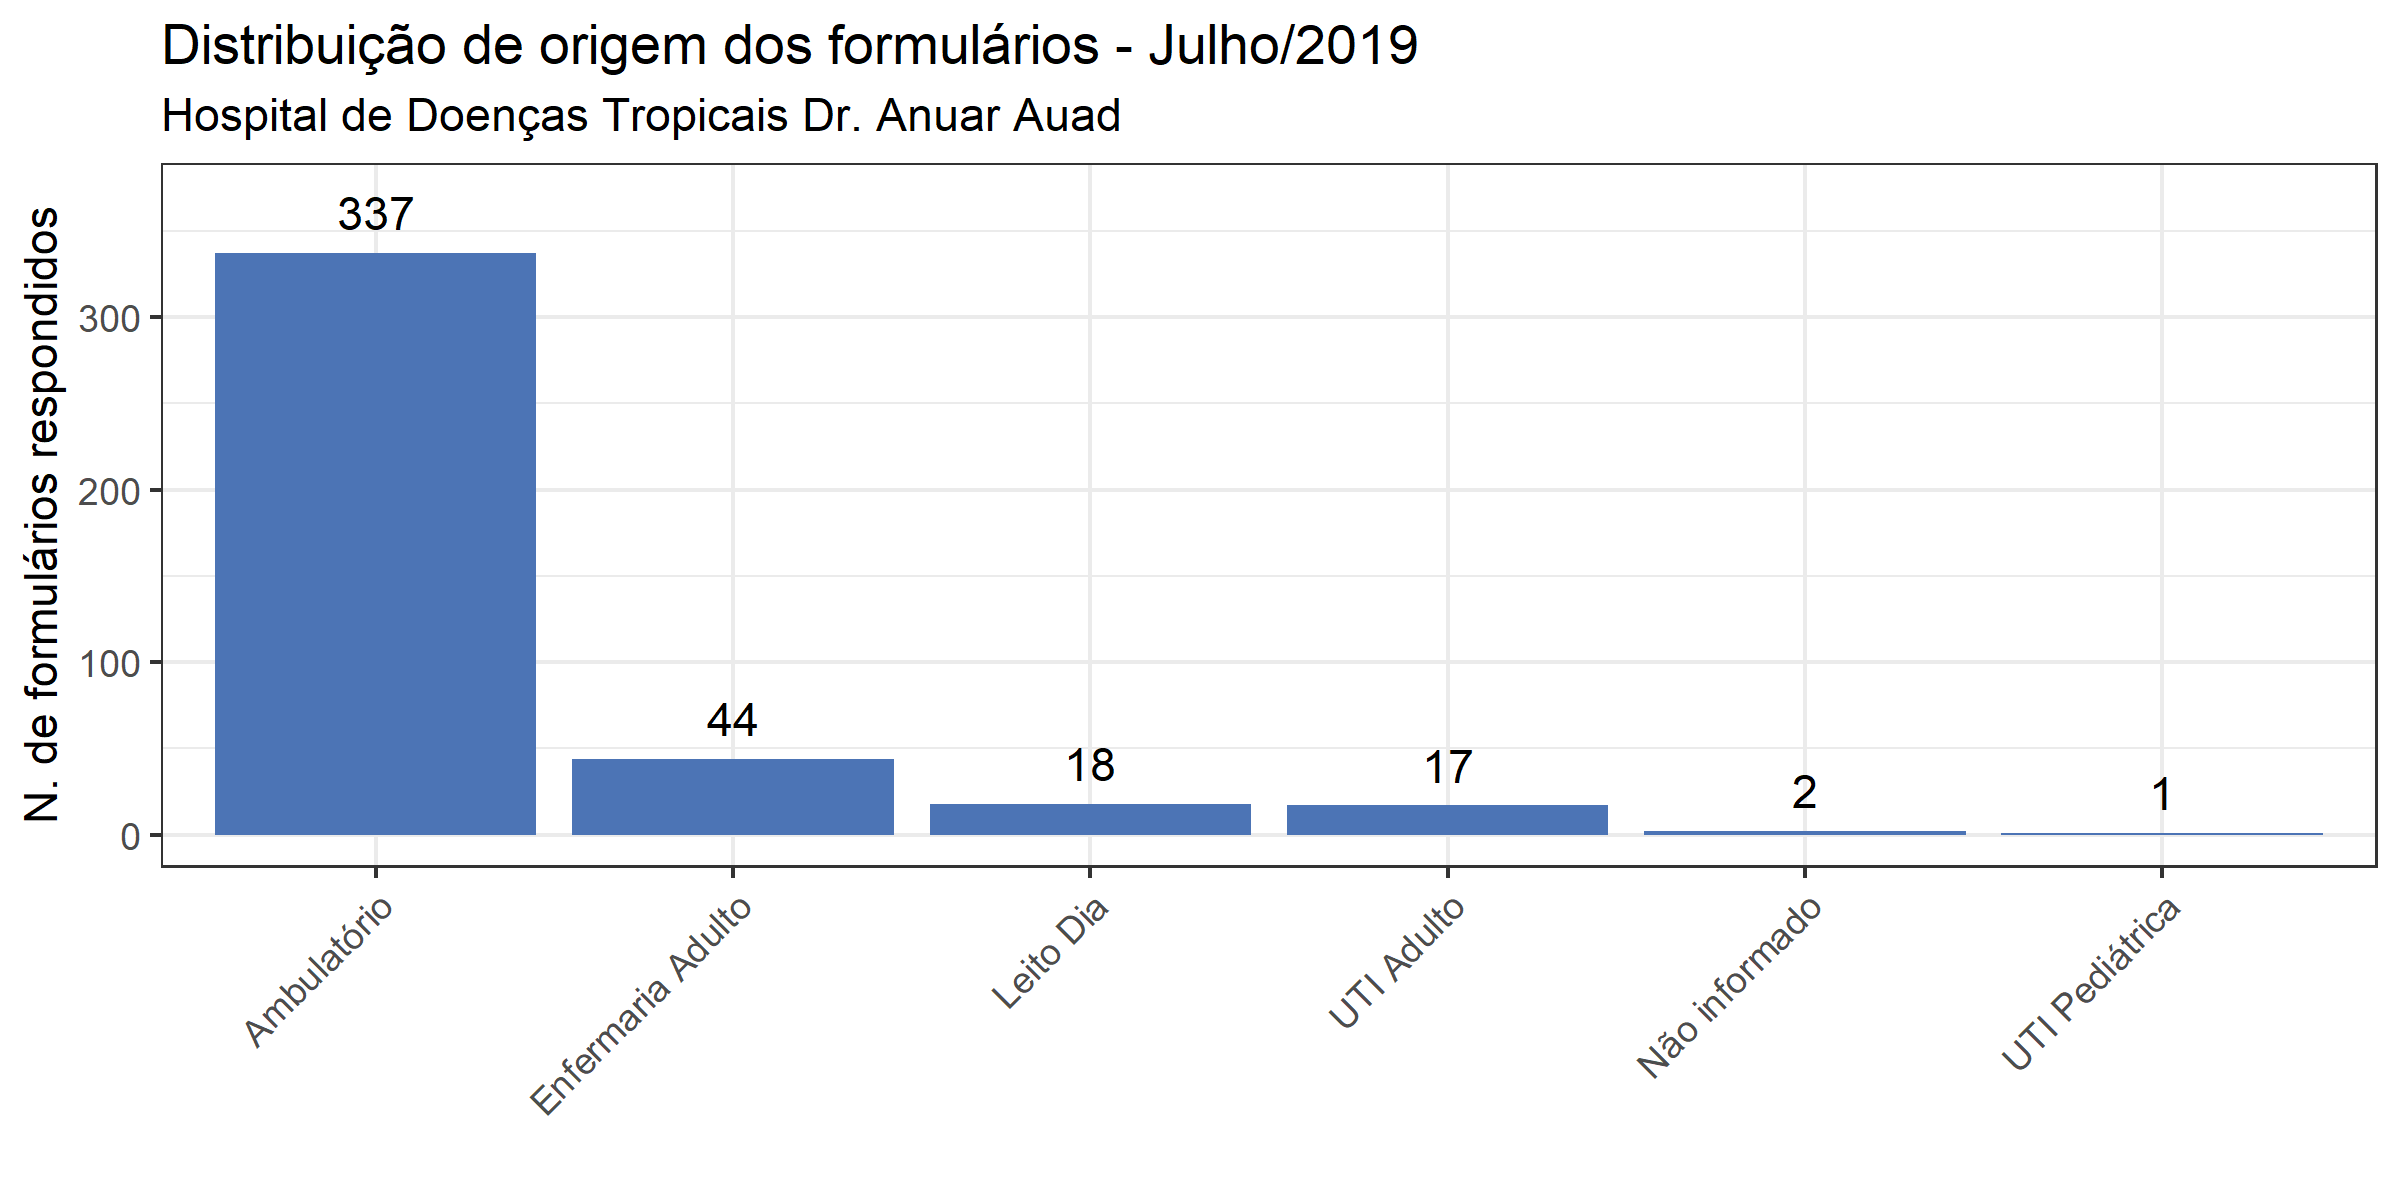 Distribuição de origem dos formulários - Julho/2019
Hospital de Doenças Tropicais Dr. Anuar Auad
N. de formulários respondidos
300
200
100
0
337
44
18
17
2
1
Ambulatório
Enfermaria Adulto
Leito Dia
UTI Adulto
Não informado
UTI Pediátrica